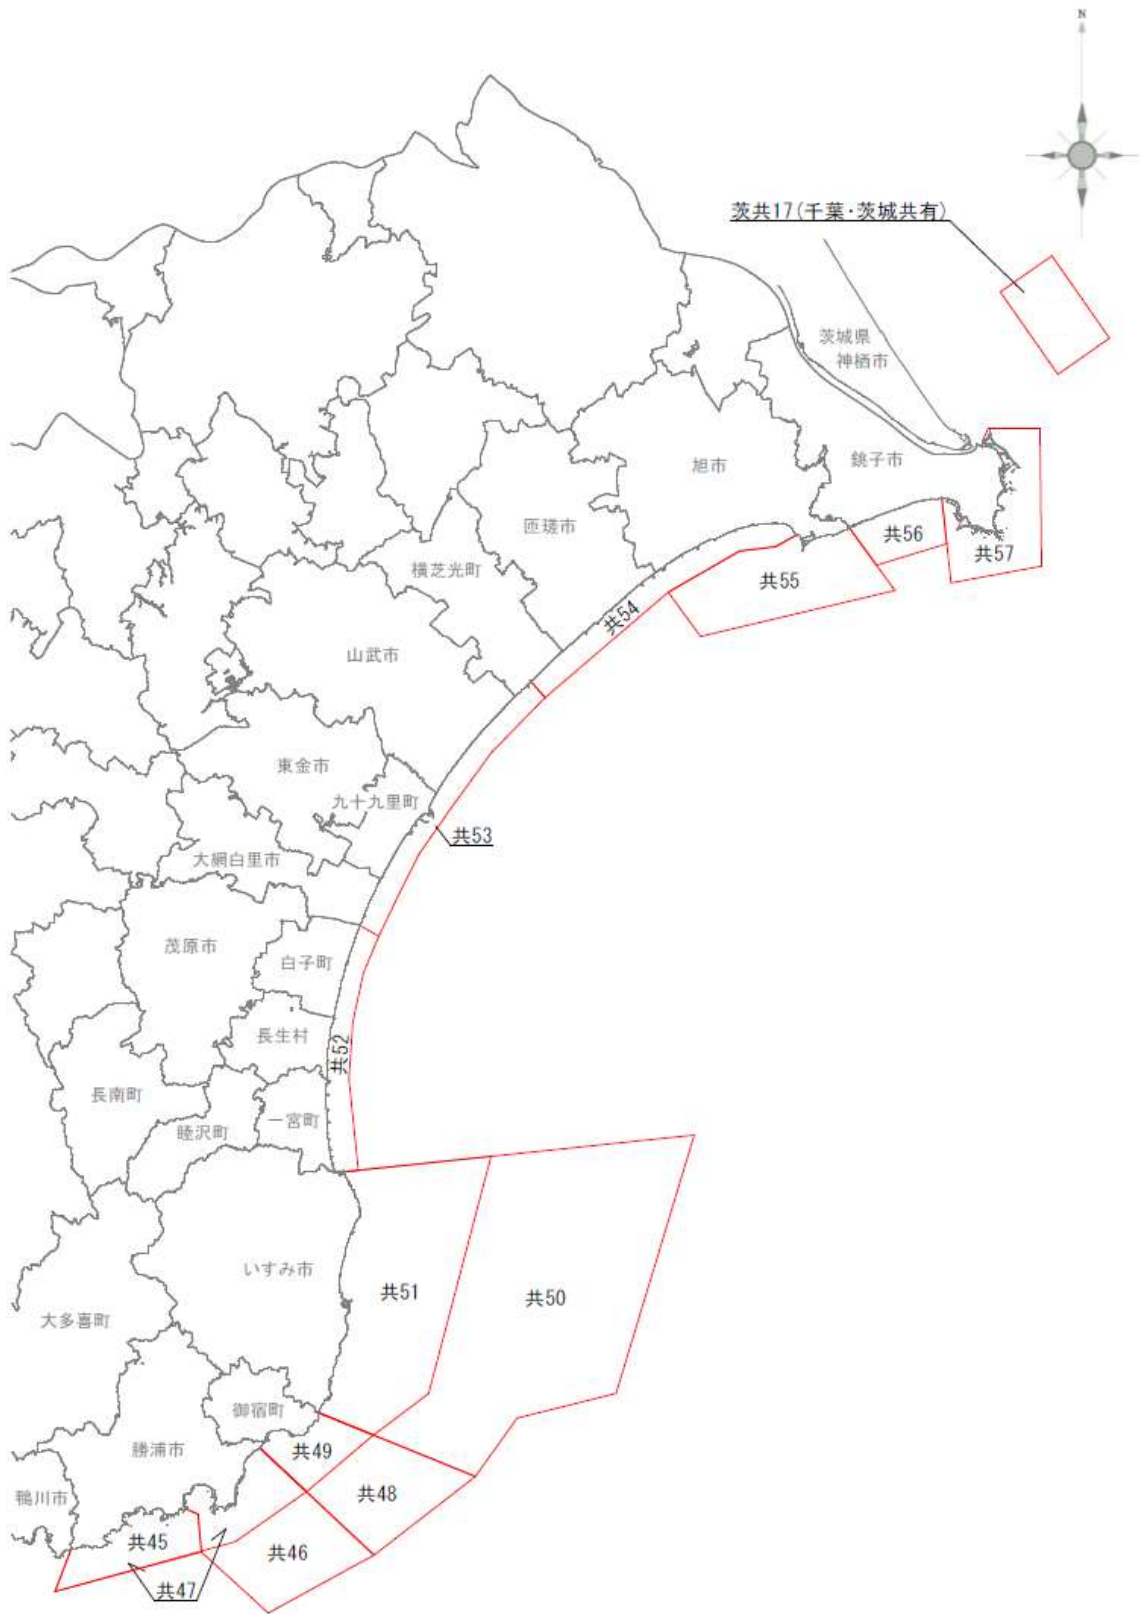 N
茨共17(千葉・茨城共有)
茨城県
神栖市
銚子市
旭市
匝瑳市
共56
共57
横芝光町
共55
共54
山武市
東金市
九十九里町
共53
大網白里市
茂原市
白子町
長生村
共52
長南町
一宮町
睦沢町
いすみ市
共51
共50
大多喜町
御宿町
勝浦市
共49
鴨川市
共48
共45
共46
共47